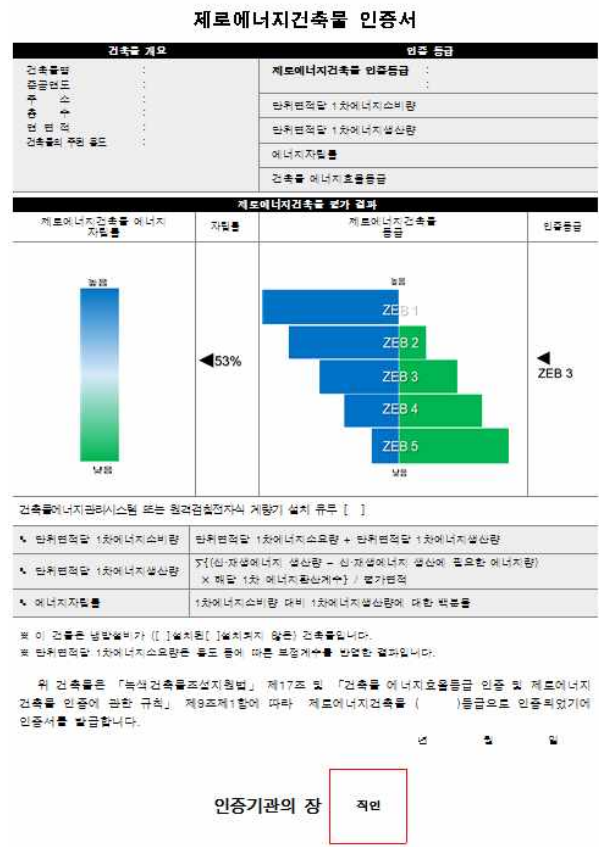 제로에너지건축물 인증서
건축물 개요
인증 등급
건축물명 :
준공연도 :
주 소 :
층 수 :
연 면 적 :
건축물의 주된 용도 :
제로에너지건축물 인증등급 :
:
단위면적당 1차에너지소비량
단위면적당 1차에너지생산량
에너지자립률
건축물 에너지효율등급
제로에너지건축물 평가 결과
제로에너지건축물 에너지
자립률
자립률
제로에너지건축물
등급
인증등급
높음
낮음
◀53%
높음
ZEB 1
ZEB 2
ZEB 3
ZEB 4
ZEB 5
낮음
◀
ZEB 3
건축물에너지관리시스템 또는 원격검침전자식 계량기 설치 유무 [ ]
단위면적당 1차에너지소비량
단위면적당 1차에너지소요량 + 단위면적당 1차에너지생산량
단위면적당 1차에너지생산량
∑{(신·재생에너지 생산량 – 신·재생에너지 생산에 필요한 에너지량)
× 해당 1차 에너지환산계수} / 평가면적
에너지자립률
1차에너지소비량 대비 1차에너지생산량에 대한 백분율
※ 이 건물은 냉방설비가 ([ ]설치된[ ]설치되지 않은) 건축물입니다.
※ 단위면적당 1차에너지소요량은 용도 등에 따른 보정계수를 반영한 결과입니다.
위 건축물은 「녹색건축물조성지원법」 제17조 및 「건축물 에너지효율등급 인증 및 제로에너지
건축물 인증에 관한 규칙」 제9조제1항에 따라 제로에너지건축물 ( )등급으로 인증되었기에
인증서를 발급합니다.
년 월 일
인증기관의 장 직인